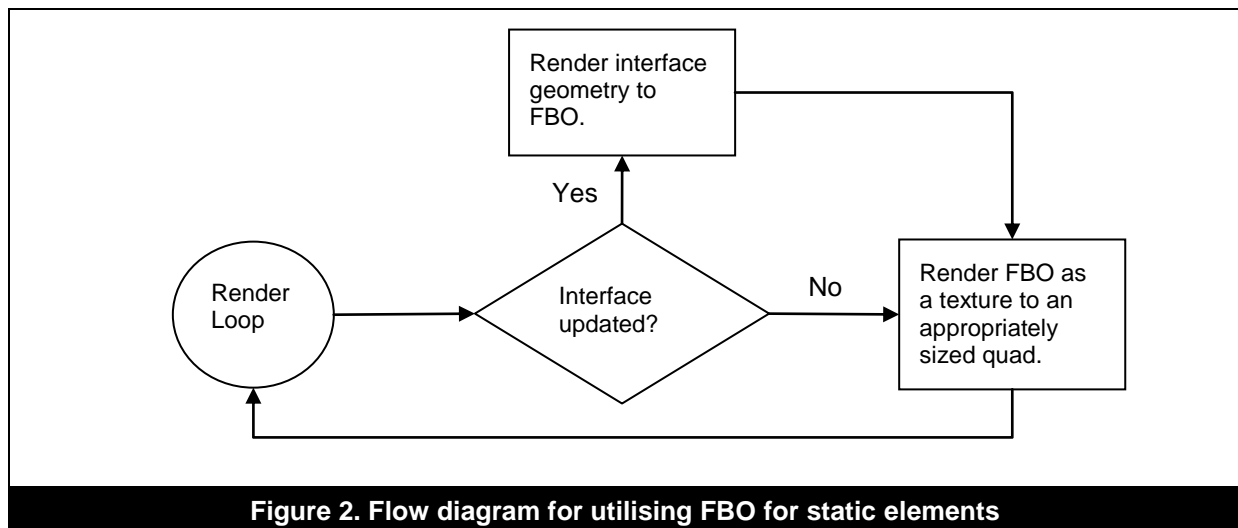 Render interface
geometry to
FBO.
Yes
Render
Loop
Interface
updated?
No
Render FBO as
a texture to an
appropriately
sized quad.
Figure 2. Flow diagram for utilising FBO for static elements